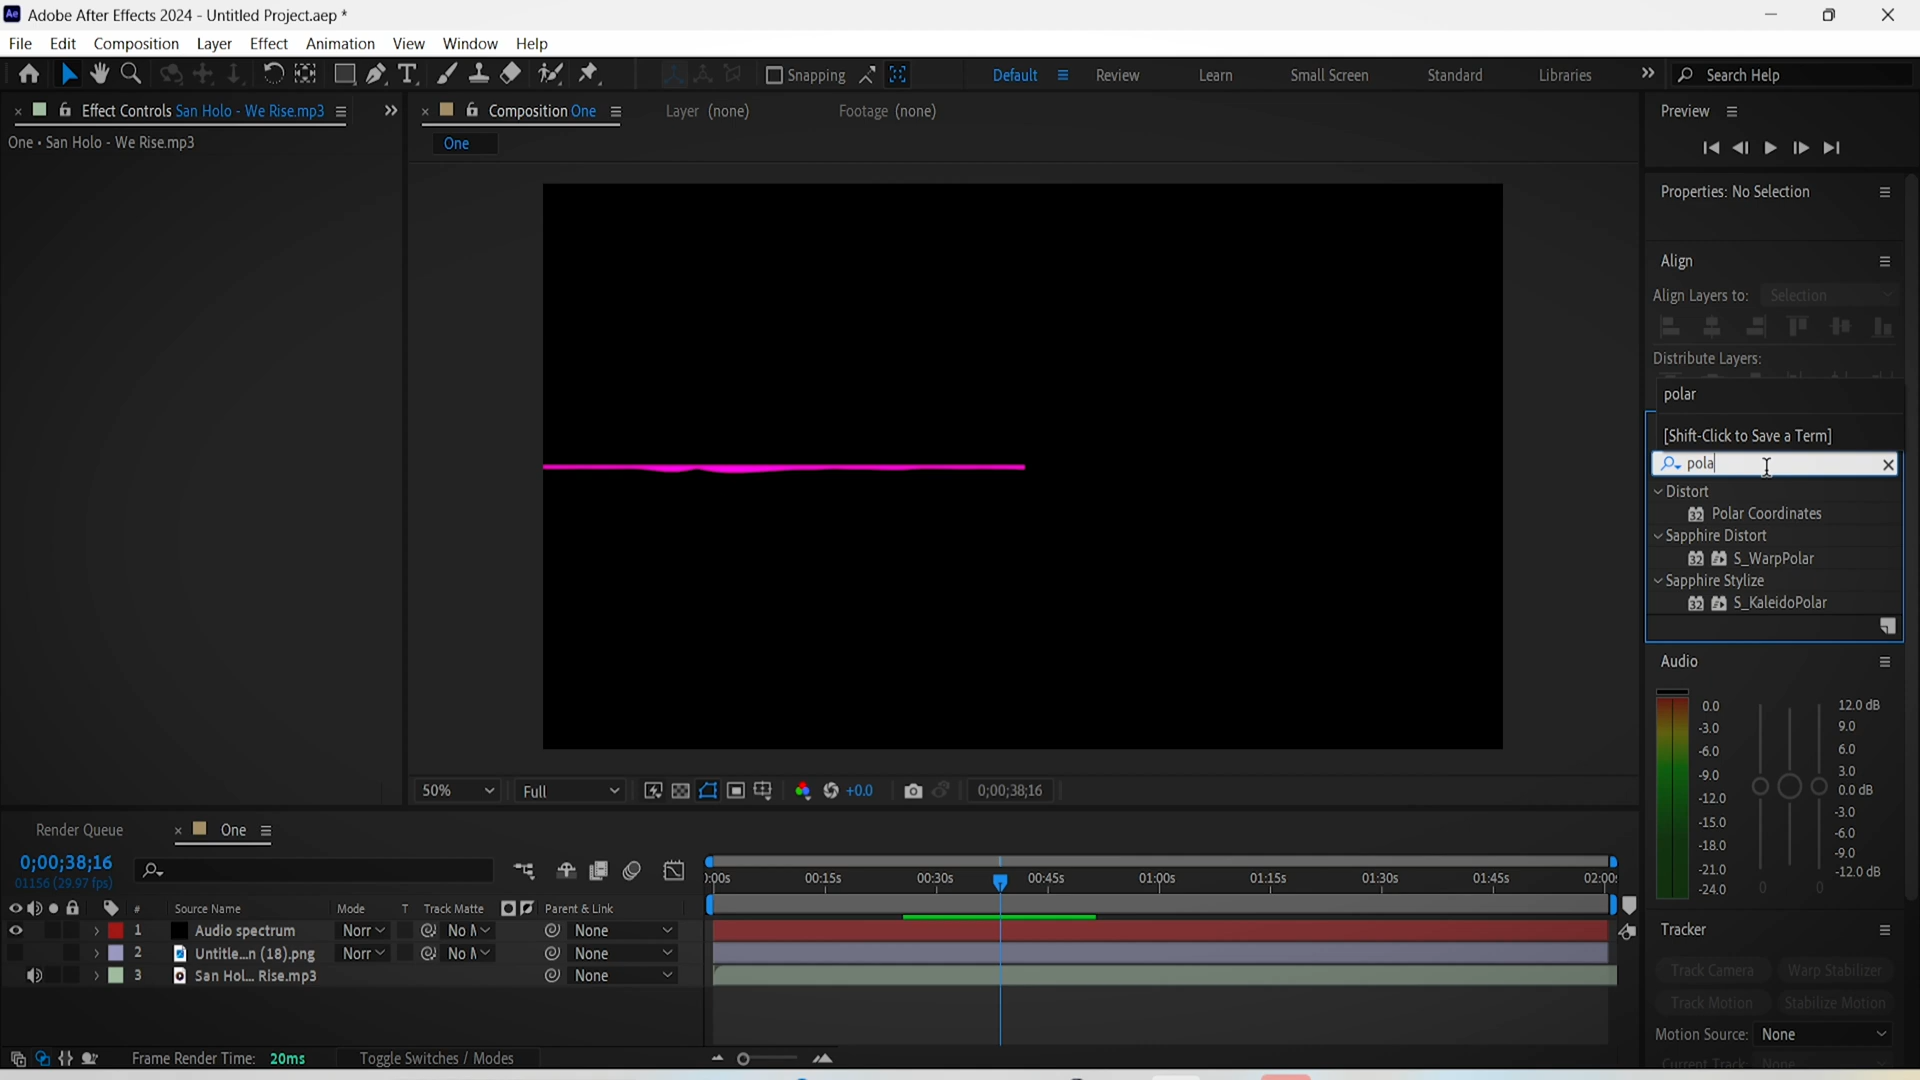 Adobe After Effects 2024 - Untitled Project.aep *
File Edit Composition Layer Effect Animation View Window Help
Snapping Default Review Learn Small Screen Standard Libraries Search Help
Effect Controls San Holo - We Rise.mp3
One • San Holo - We Rise.mp3
Composition One Layer (none) Footage (none)
One
Preview
Properties: No Selection
Align
Align Layers to: Selection
Distribute Layers:
polar
[Shift-Click to Save a Term]
pola
Distort
32 Polar Coordinates
Sapphire Distort
32 S_WarpPolar
Sapphire Stylize
32 S_KaleidoPolar
Audio
0.0
-3.0
-6.0
-9.0
-12.0
-15.0
-18.0
-21.0
-24.0
12.0 dB
9.0
6.0
3.0
0.0 dB
-3.0
-6.0
-9.0
-12.0 dB
0 0
Tracker
Track Camera Warp Stabilizer
Track Motion Stabilize Motion
Motion Source: None
Current Track: None
50% Full +0.0 0;00;38;16
Render Queue One
0;00;38;16
01156 (29.97 fps)
):00s 00:15s 00:30s 00:45s 01:00s 01:15s 01:30s 01:45s 02:00
# Source Name Mode T Track Matte Parent & Link
1 Audio spectrum Norr No M None
2 Untitle...n (18).png Norr No M None
3 San Hol... Rise.mp3 None
Frame Render Time: 20ms Toggle Switches / Modes